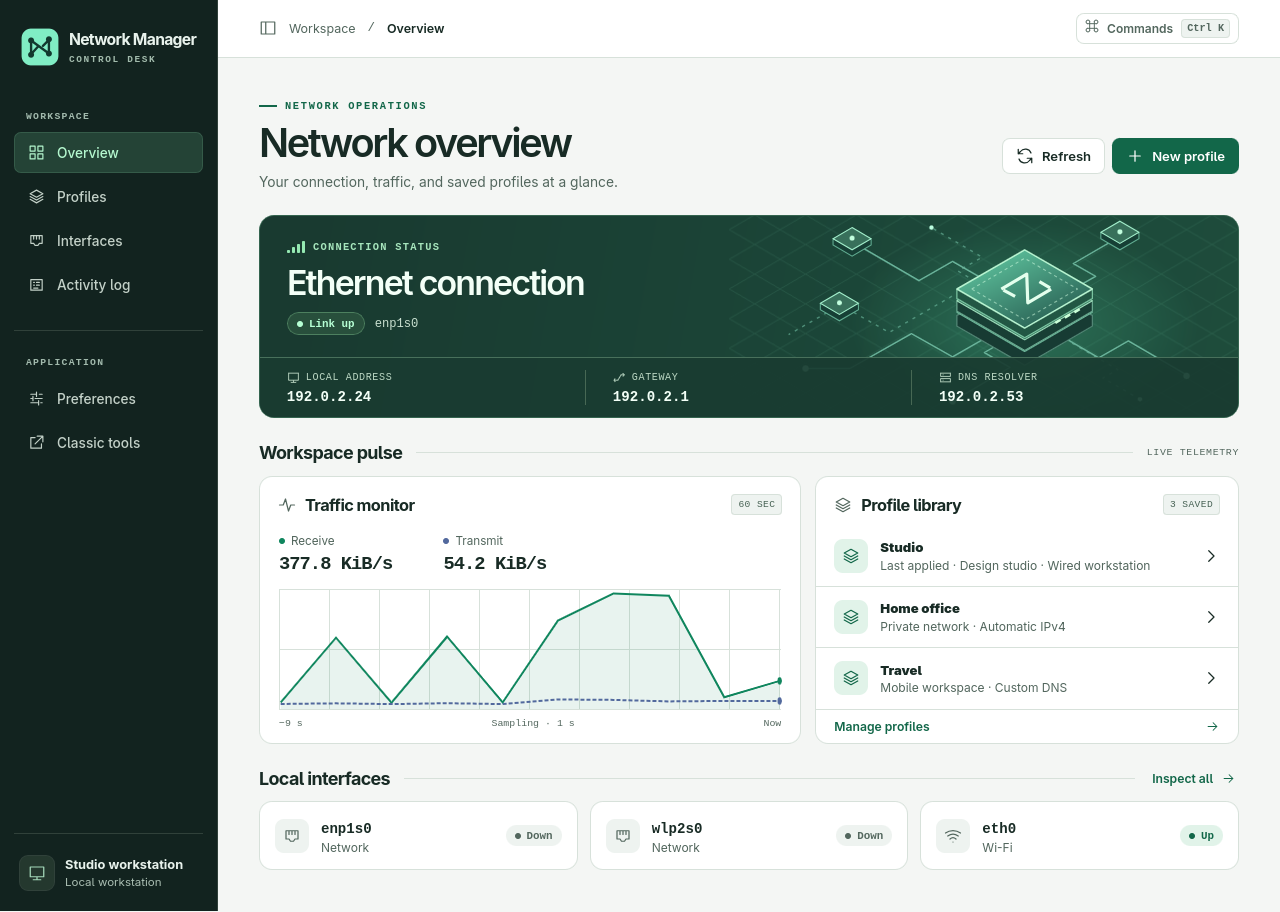 Network Manager
CONTROL DESK
WORKSPACE
Overview
Profiles
Interfaces
Activity log
APPLICATION
Preferences
Classic tools
Studio workstation
Local workstation
Workspace / Overview
Commands Ctrl K
NETWORK OPERATIONS
Network overview
Your connection, traffic, and saved profiles at a glance.
Refresh
New profile
CONNECTION STATUS
Ethernet connection
Link up enp1s0
LOCAL ADDRESS
192.0.2.24
GATEWAY
192.0.2.1
DNS RESOLVER
192.0.2.53
Workspace pulse
LIVE TELEMETRY
Traffic monitor
60 SEC
Receive
377.8 KiB/s
Transmit
54.2 KiB/s
−9 s
Sampling · 1 s
Now
Profile library
3 SAVED
Studio
Last applied · Design studio · Wired workstation
Home office
Private network · Automatic IPv4
Travel
Mobile workspace · Custom DNS
Manage profiles
Local interfaces
Inspect all
enp1s0
Network
Down
wlp2s0
Network
Down
eth0
Wi-Fi
Up